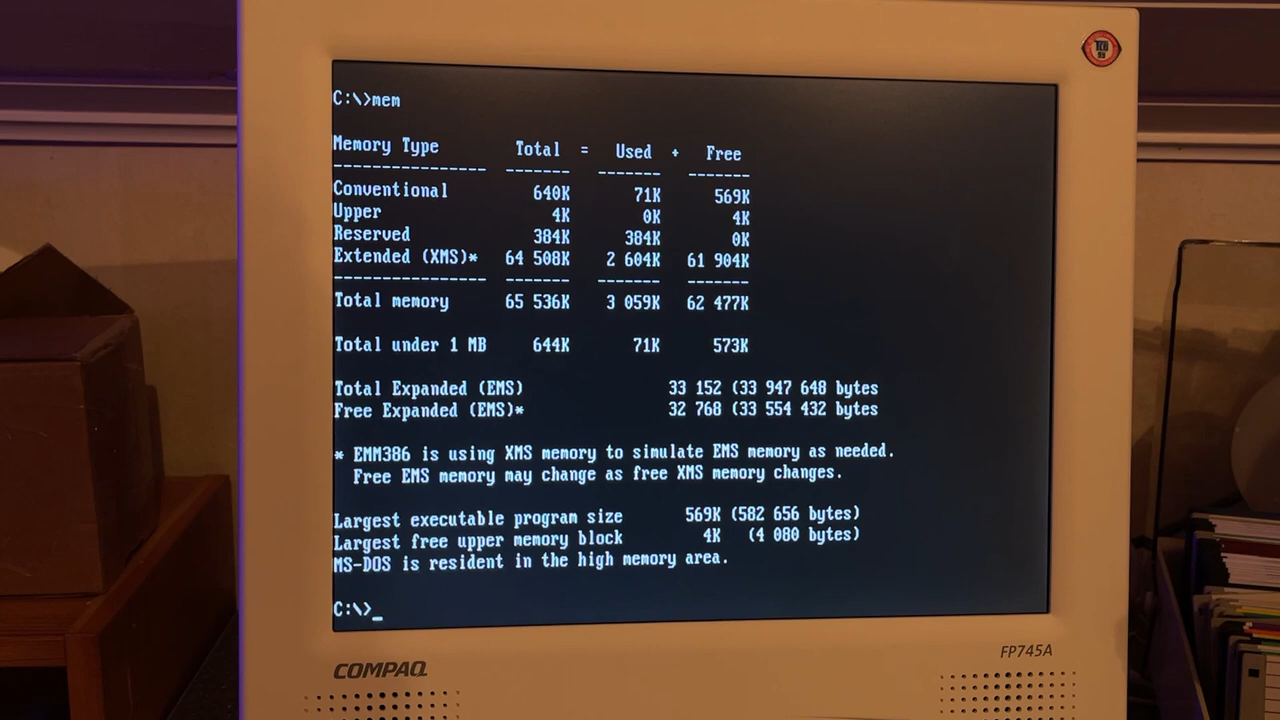 C:\>mem
Memory Type Total = Used + Free
---------------- ------- ------- -------
Conventional 640K 71K 569K
Upper 4K 0K 4K
Reserved 384K 384K 0K
Extended (XMS)* 64 508K 2 604K 61 904K
---------------- ------- ------- -------
Total memory 65 536K 3 059K 62 477K
Total under 1 MB 644K 71K 573K
Total Expanded (EMS) 33 152 (33 947 648 bytes
Free Expanded (EMS)* 32 768 (33 554 432 bytes
* EMM386 is using XMS memory to simulate EMS memory as needed.
Free EMS memory may change as free XMS memory changes.
Largest executable program size 569K (582 656 bytes)
Largest free upper memory block 4K (4 080 bytes)
MS-DOS is resident in the high memory area.
C:\>_
COMPAQ
FP745A